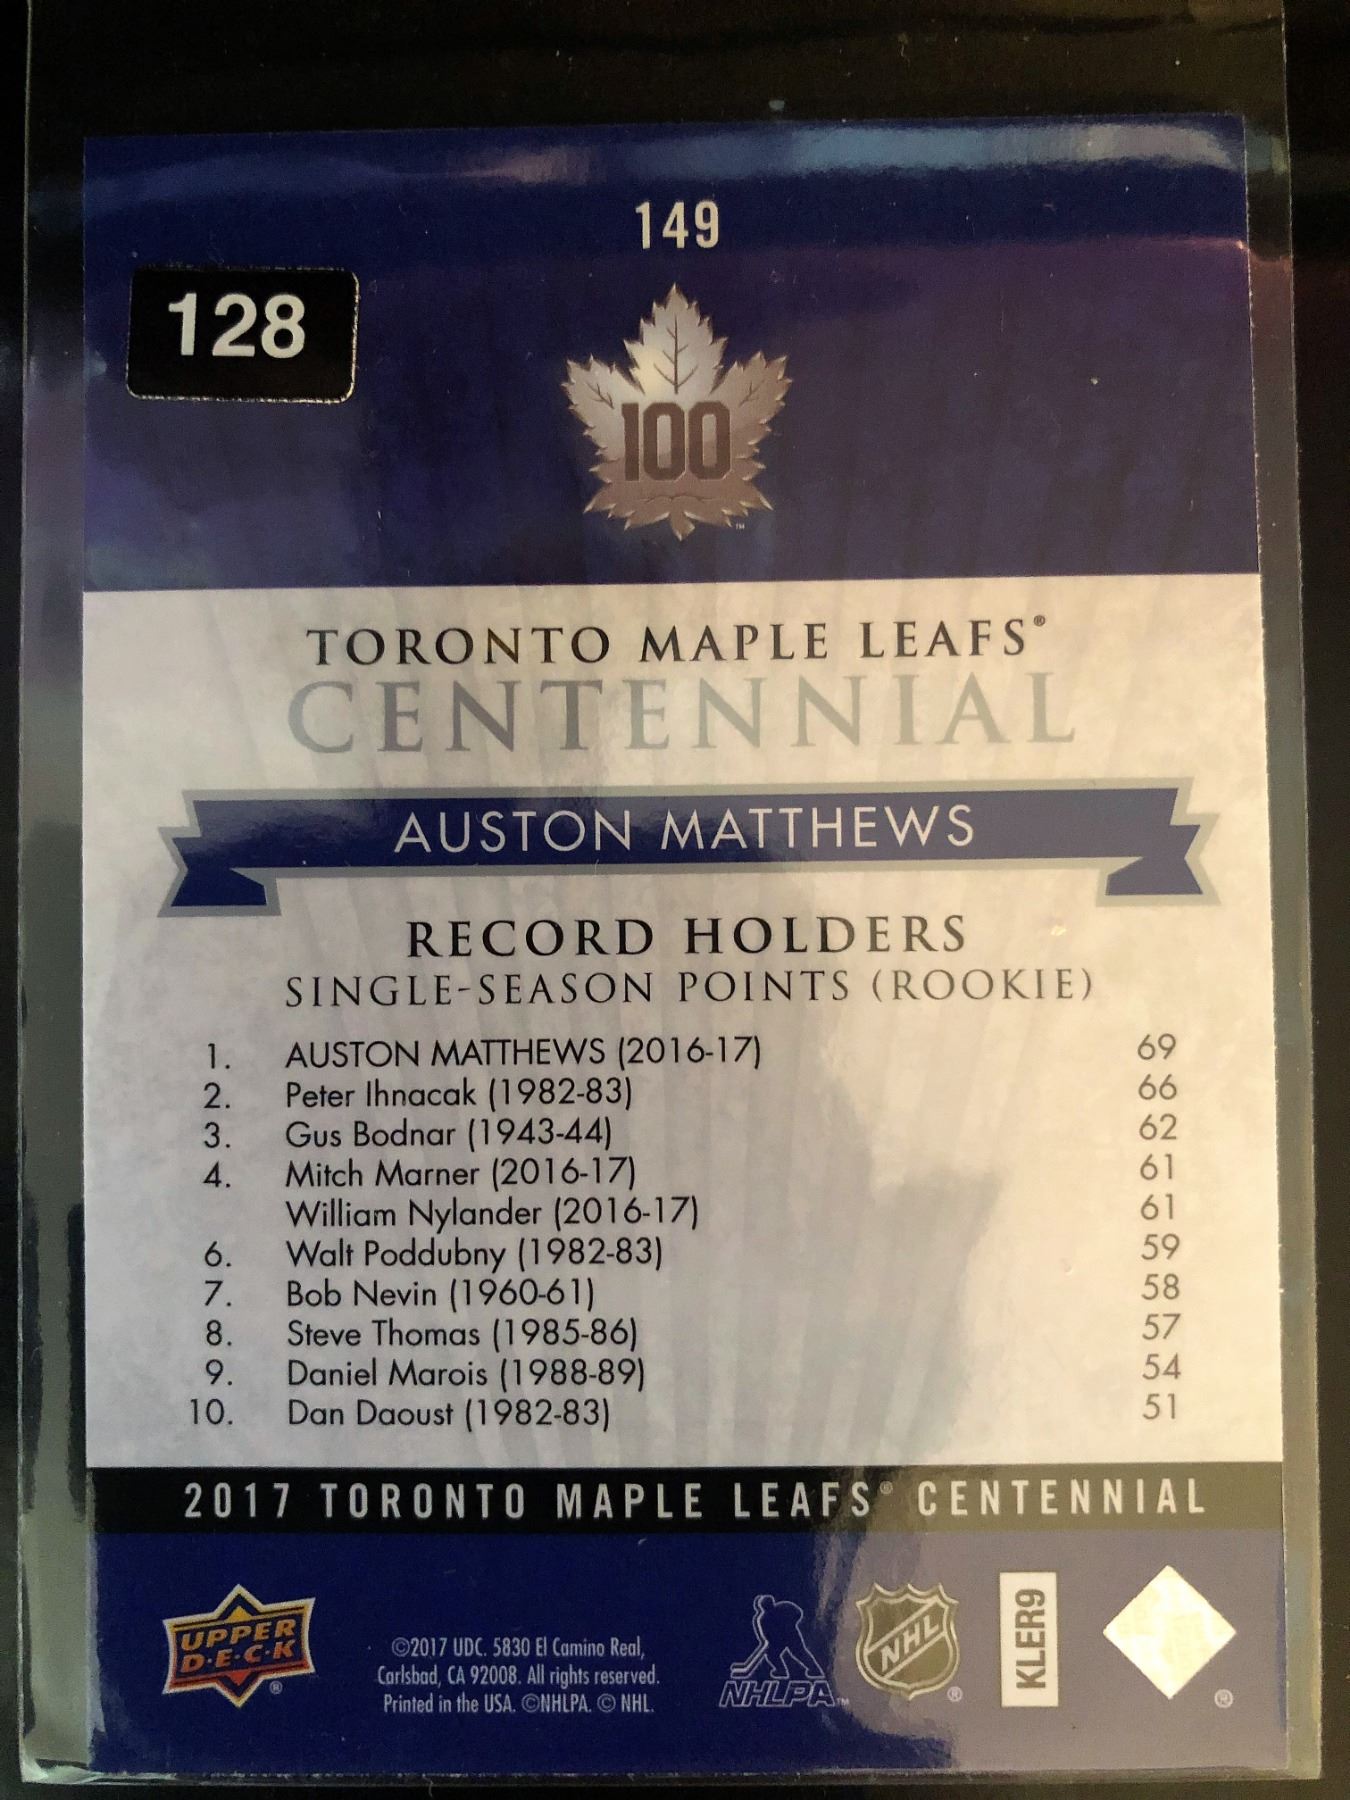 149
128
100
™
TORONTO MAPLE LEAFS®
CENTENNIAL
AUSTON MATTHEWS
RECORD HOLDERS
SINGLE-SEASON POINTS (ROOKIE)
1. AUSTON MATTHEWS (2016-17) 69
2. Peter Ihnacak (1982-83) 66
3. Gus Bodnar (1943-44) 62
4. Mitch Marner (2016-17) 61
William Nylander (2016-17) 61
6. Walt Poddubny (1982-83) 59
7. Bob Nevin (1960-61) 58
8. Steve Thomas (1985-86) 57
9. Daniel Marois (1988-89) 54
10. Dan Daoust (1982-83) 51
2017 TORONTO MAPLE LEAFS® CENTENNIAL
UPPER
D·E·C·K ®
©2017 UDC. 5830 El Camino Real,
Carlsbad, CA 92008. All rights reserved.
Printed in the USA. ©NHLPA. © NHL.
NHLPA™
NHL ®
KLER9
®